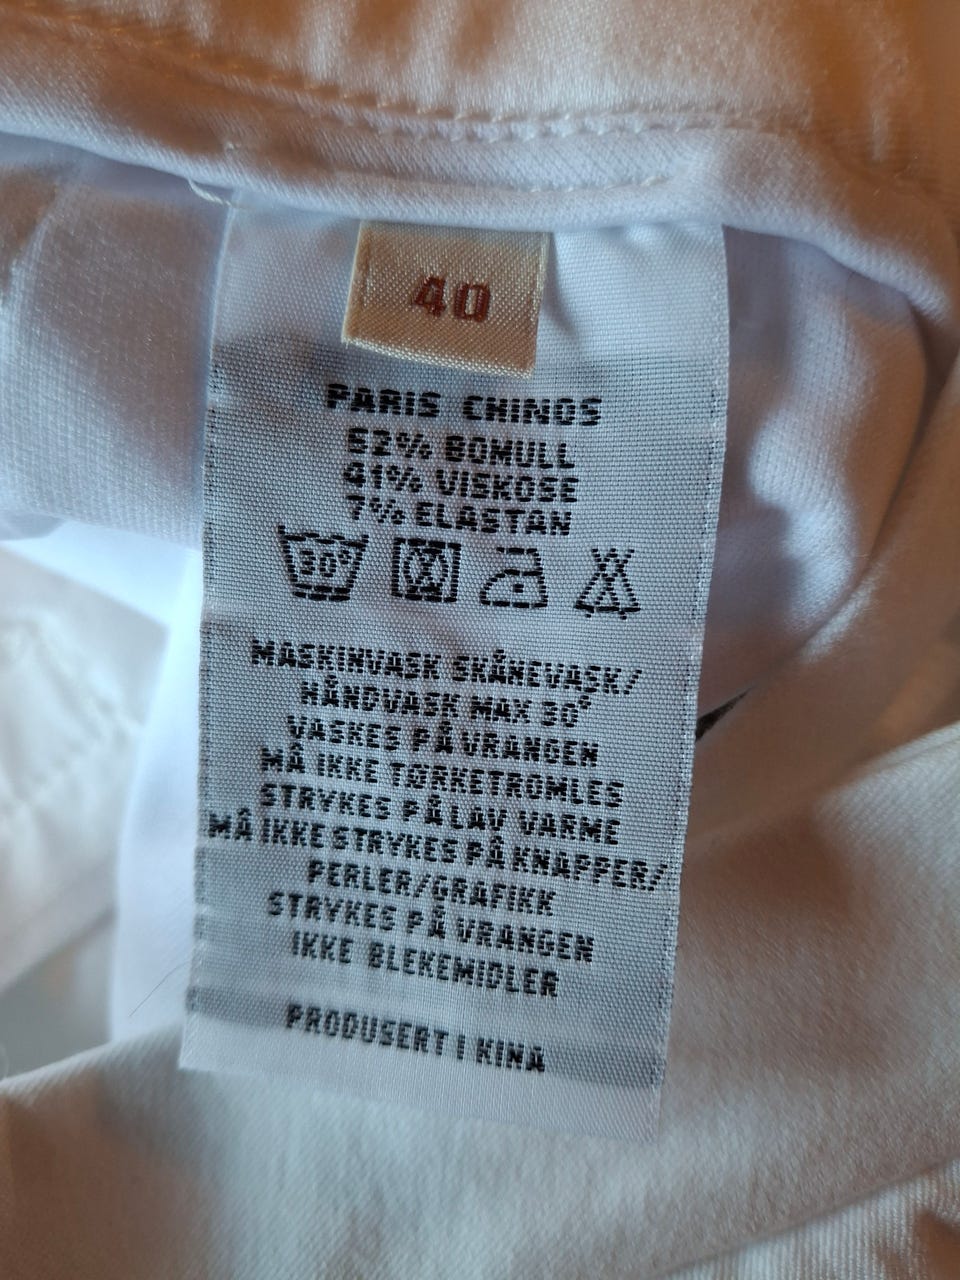 40
PARIS CHINOS
52% BOMULL
41% VISKOSE
7% ELASTAN
30°
MASKINVASK SKÅNEVASK/
HÅNDVASK MAX 30°
VASKES PÅ VRANGEN
MÅ IKKE TØRKETROMLES
STRYKES PÅ LAV VARME
MÅ IKKE STRYKES PÅ KNAPPER/
PERLER/GRAFIKK
STRYKES PÅ VRANGEN
IKKE BLEKEMIDLER
PRODUSERT I KINA